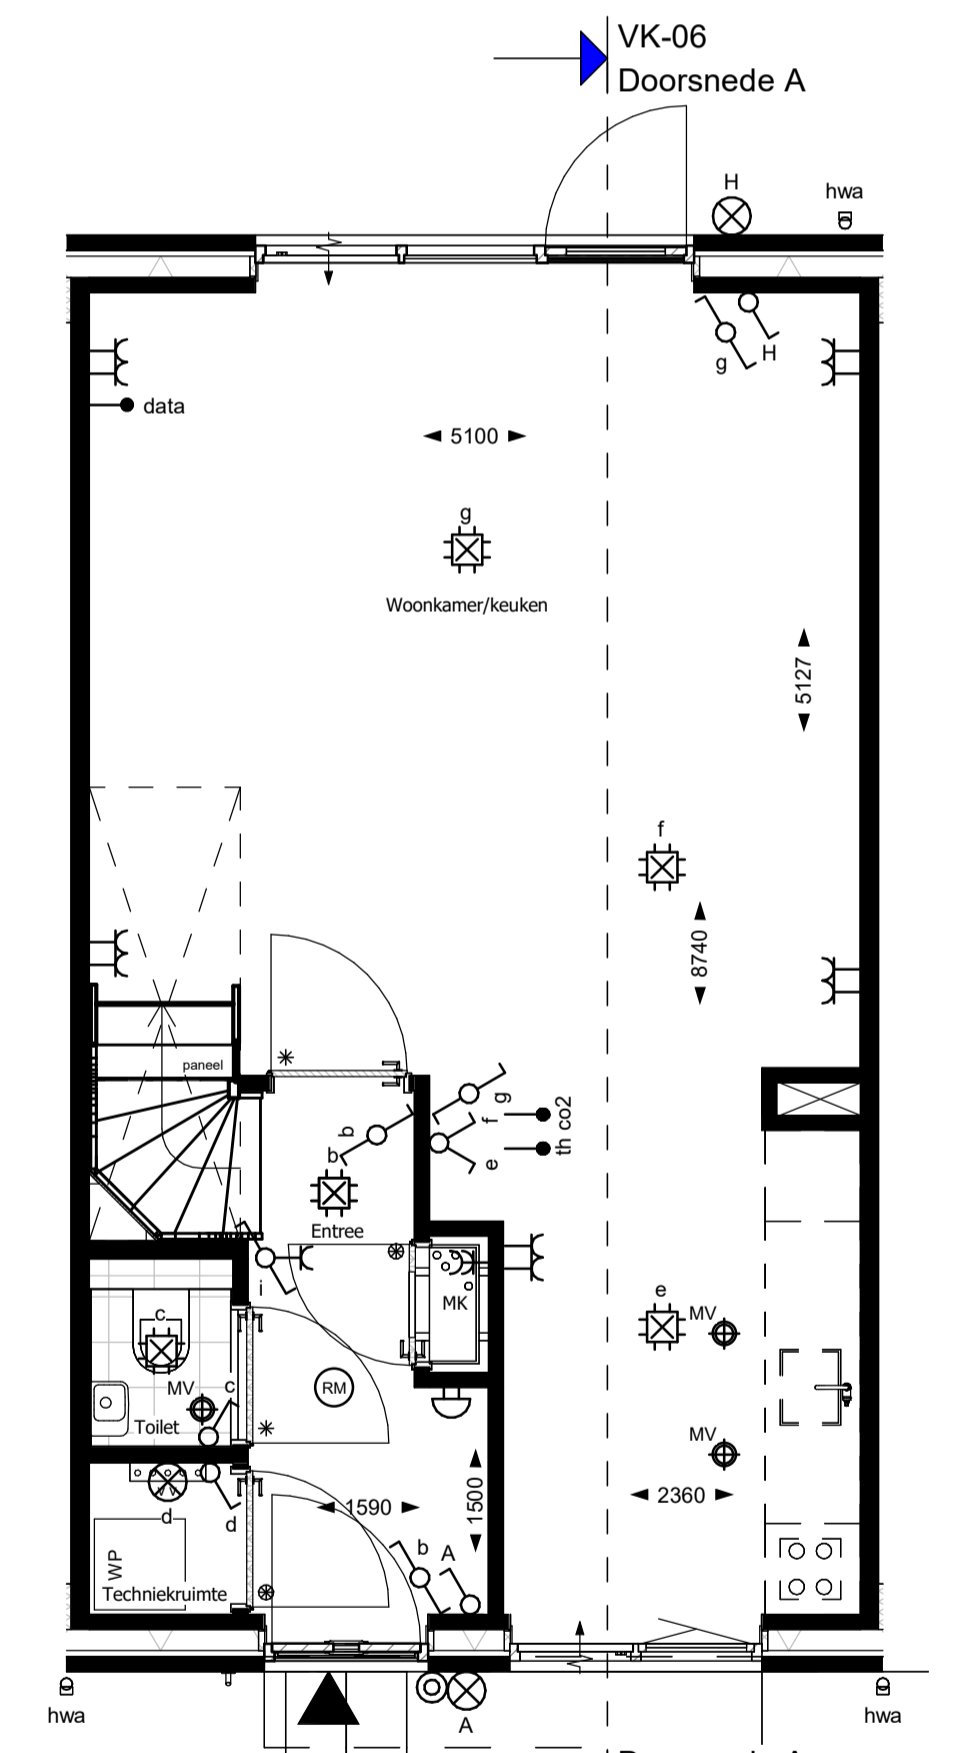 VK-06
Doorsnede A
H
hwa
g
H
data
5100
g
Woonkamer/keuken
5127
f
8740
paneel
g
f
b
b
e
th co2
Entree
i
MK
e
MV
c
MV
c
RM
Toilet
MV
d
d
1590
1500
2360
b
A
WP
Techniekruimte
hwa
A
hwa